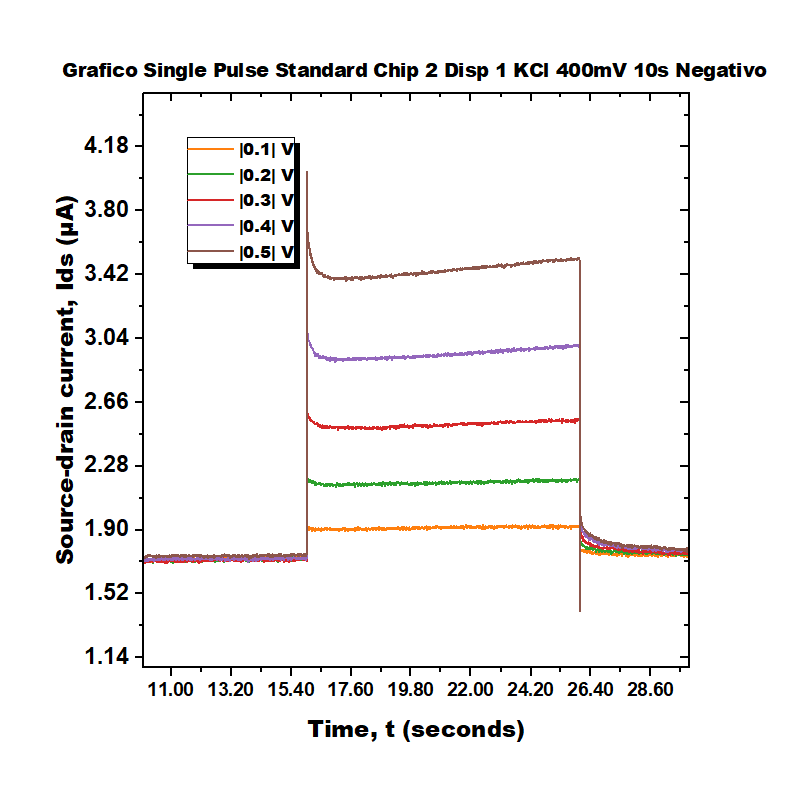 Grafico Single Pulse Standard Chip 2 Disp 1 KCl 400mV 10s Negativo
|0.1| V
|0.2| V
|0.3| V
|0.4| V
|0.5| V
4.18
3.80
3.42
3.04
2.66
2.28
1.90
1.52
1.14
Source-drain current, Ids (µA)
11.00 13.20 15.40 17.60 19.80 22.00 24.20 26.40 28.60
Time, t (seconds)